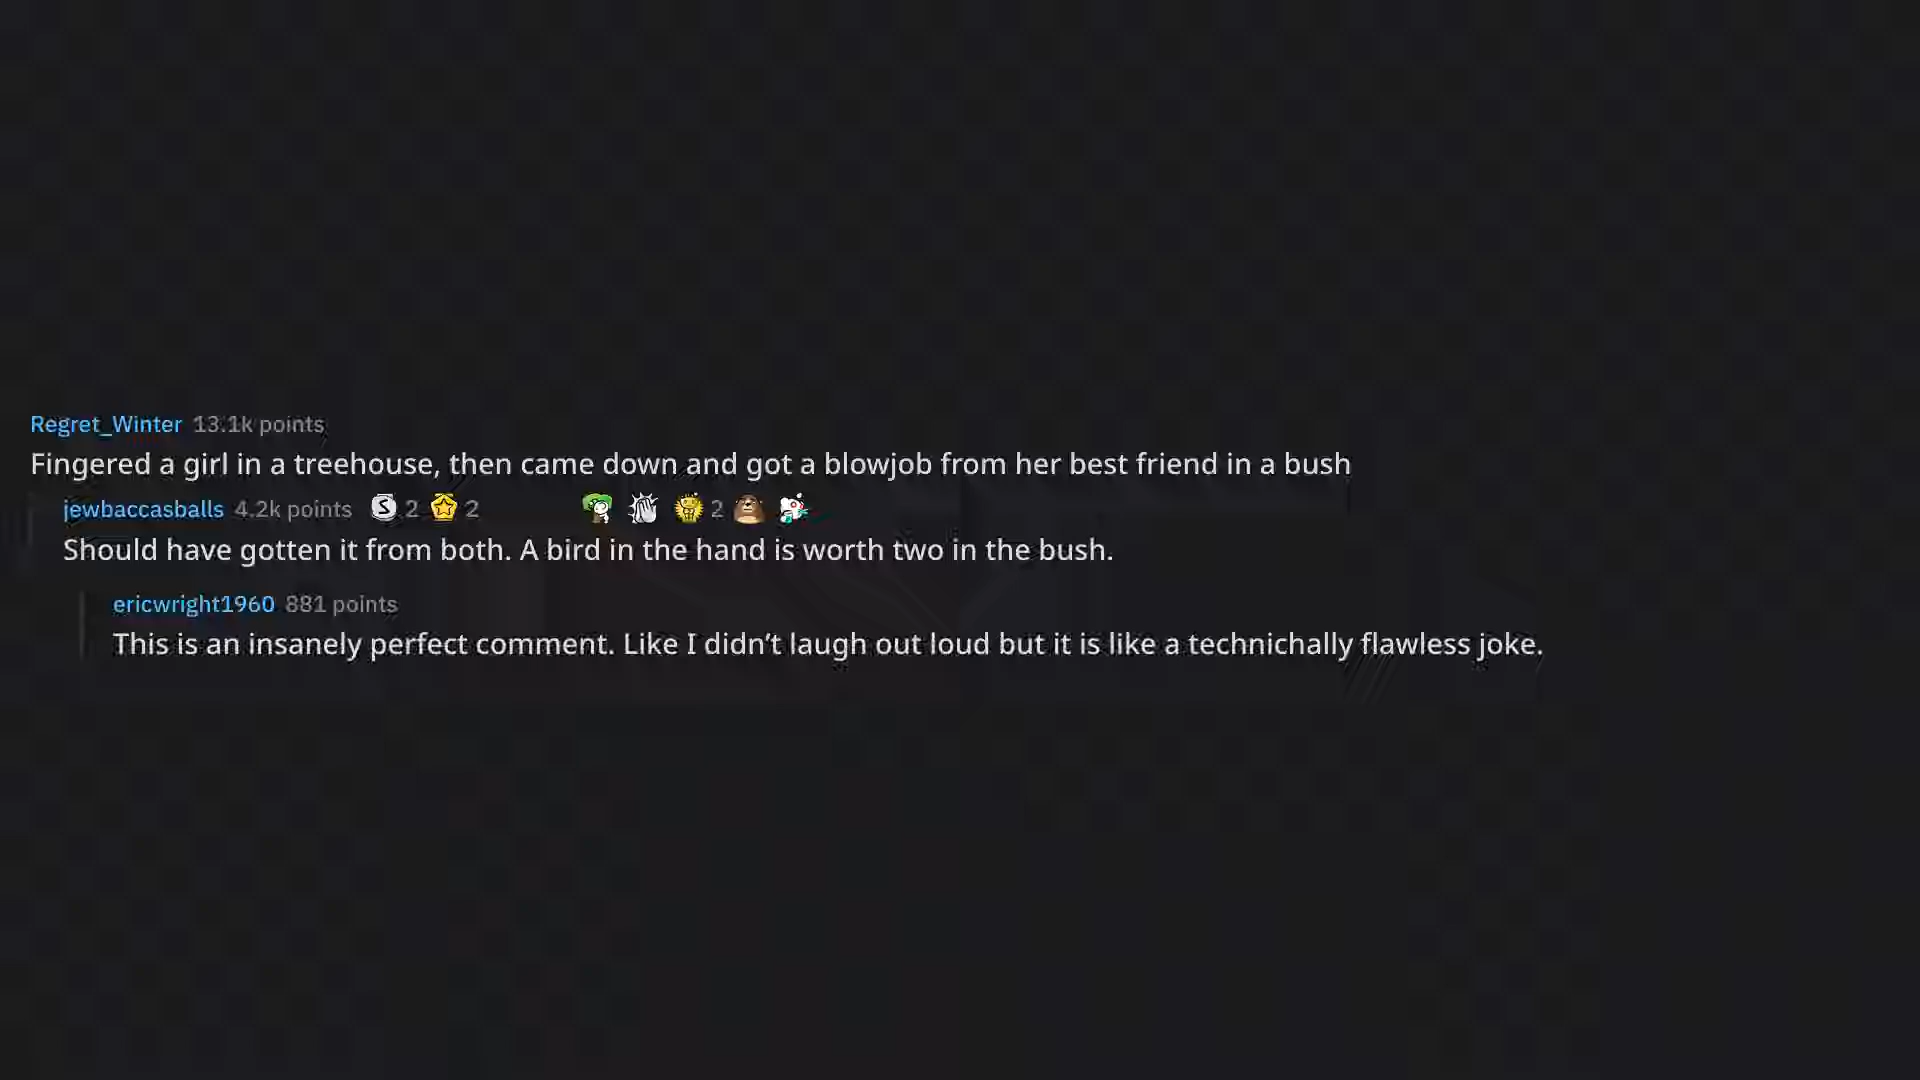 Regret_Winter 13.1k points
Fingered a girl in a treehouse, then came down and got a blowjob from her best friend in a bush
jewbaccasballs 4.2k points S 2 2 2
Should have gotten it from both. A bird in the hand is worth two in the bush.
ericwright1960 881 points
This is an insanely perfect comment. Like I didn’t laugh out loud but it is like a technichally flawless joke.